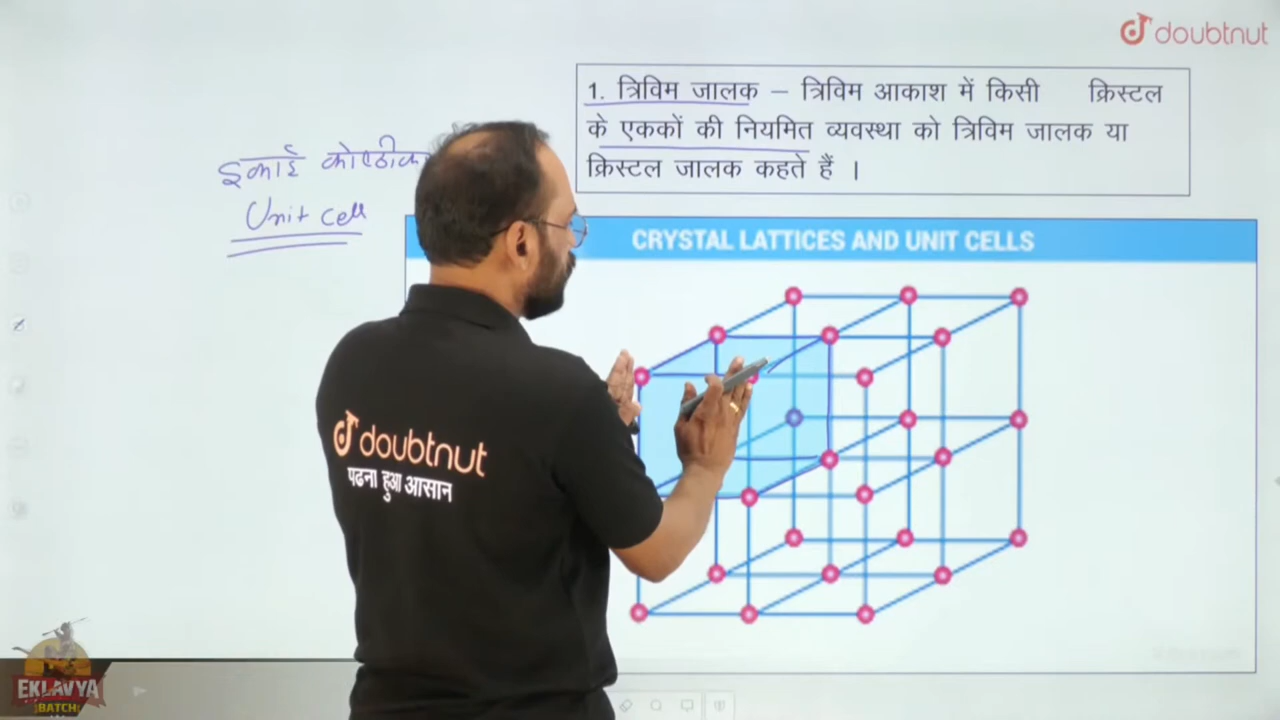 doubtnut
1. त्रिविम जालक – त्रिविम आकाश में किसी क्रिस्टल
के एककों की नियमित व्यवस्था को त्रिविम जालक या
क्रिस्टल जालक कहते हैं ।
इकाई
Unit cell
CRYSTAL LATTICES AND UNIT CELLS
doubtnut
पढना हुआ आसान
EKLAVYA
BATCH